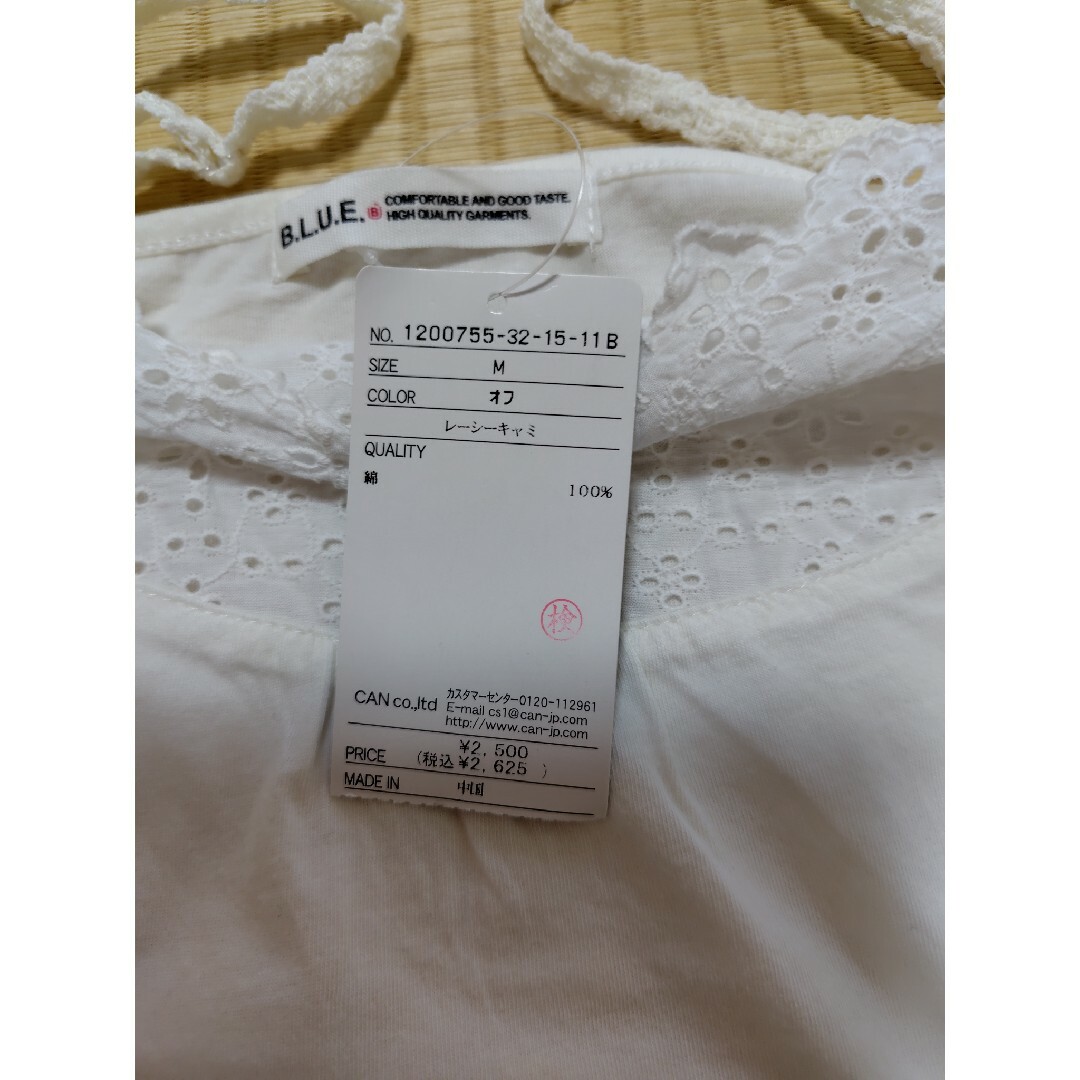 B.L.U.E. B COMFORTABLE AND GOOD TASTE.
HIGH QUALITY GARMENTS.
NO. 1200755-32-15-11B
SIZE M
COLOR オフ
レーシーキャミ
QUALITY
綿 100%
検
CAN co.,ltd カスタマーセンター0120-112961
E-mail cs1@can-jp.com
http://www.can-jp.com
¥2,500
PRICE (税込¥2,625 )
MADE IN 中国